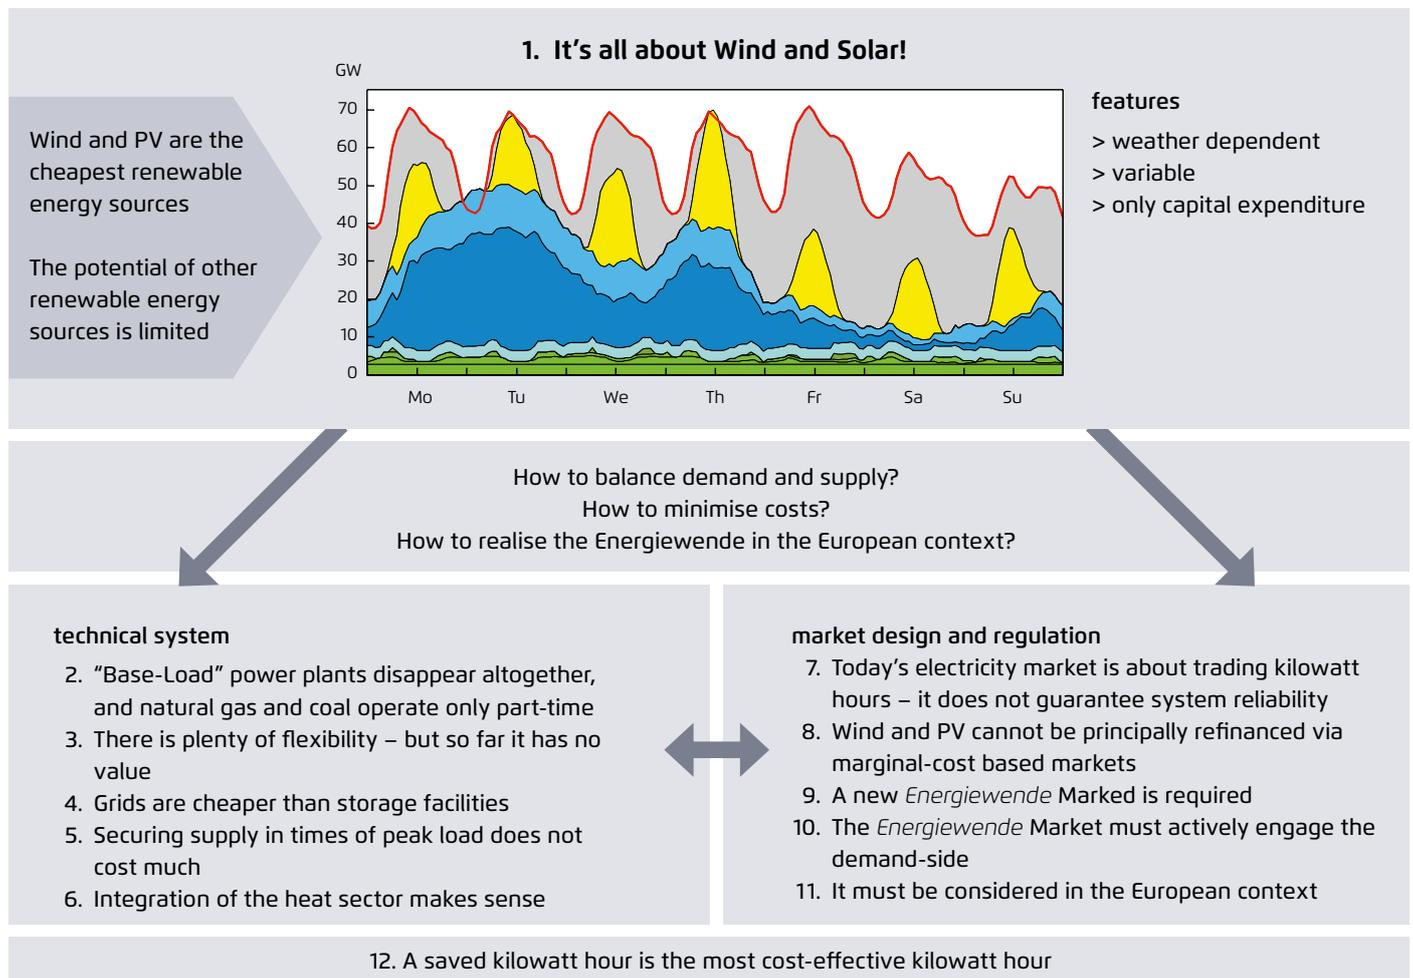 1. It's all about Wind and Solar!
Wind and PV are the
cheapest renewable
energy sources
The potential of other
renewable energy
sources is limited
GW
70
60
50
40
30
20
10
0
Mo Tu We Th Fr Sa Su
features
> weather dependent
> variable
> only capital expenditure
How to balance demand and supply?
How to minimise costs?
How to realise the Energiewende in the European context?
technical system
2. “Base-Load” power plants disappear altogether,
and natural gas and coal operate only part-time
3. There is plenty of flexibility – but so far it has no
value
4. Grids are cheaper than storage facilities
5. Securing supply in times of peak load does not
cost much
6. Integration of the heat sector makes sense
market design and regulation
7. Today’s electricity market is about trading kilowatt
hours – it does not guarantee system reliability
8. Wind and PV cannot be principally refinanced via
marginal-cost based markets
9. A new Energiewende Marked is required
10. The Energiewende Market must actively engage the
demand-side
11. It must be considered in the European context
12. A saved kilowatt hour is the most cost-effective kilowatt hour